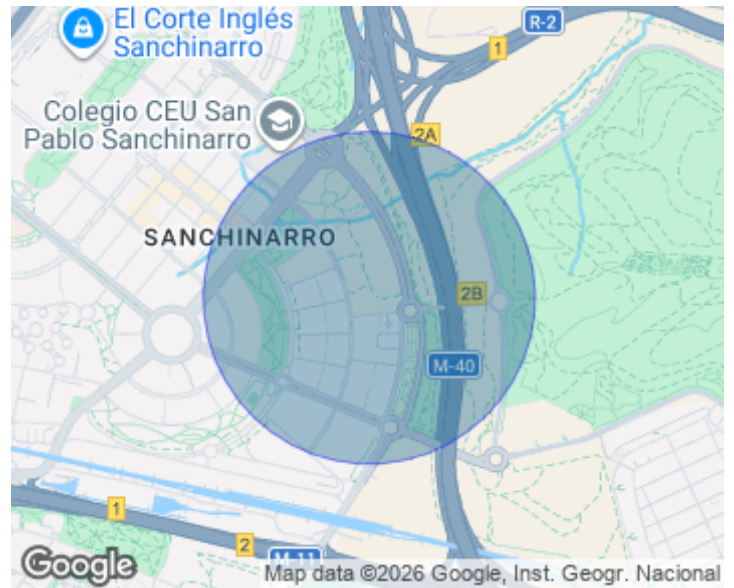 El Corte Inglés
Sanchinarro
R-2
1
Colegio CEU San
Pablo Sanchinarro
2A
SANCHINARRO
2B
M-40
1
2
M-11
Google
Map data ©2026 Google, Inst. Geogr. Nacional